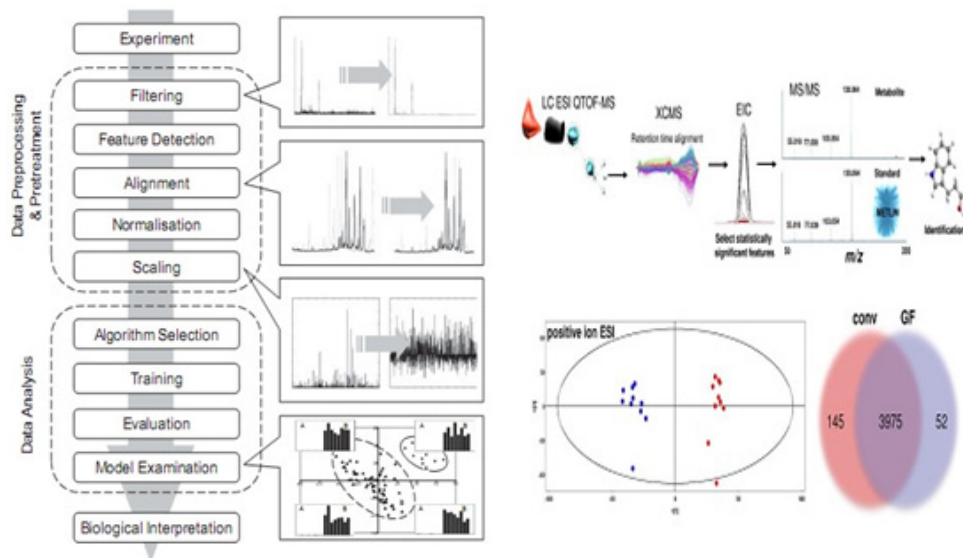 Experiment
Data Preprocessing
& Pretreatment
Filtering
Feature Detection
Alignment
Normalisation
Scaling
Data Analysis
Algorithm Selection
Training
Evaluation
Model Examination
Biological Interpretation
A
A
A
A
LC ESI QTOF-MS
XCMS
Retention time alignment
EIC
Select statistically
significant features
MS/MS
Metabolite
Standard
METLIN
50
m/z
Identification
positive ion ESI
conv
GF
145
3975
52